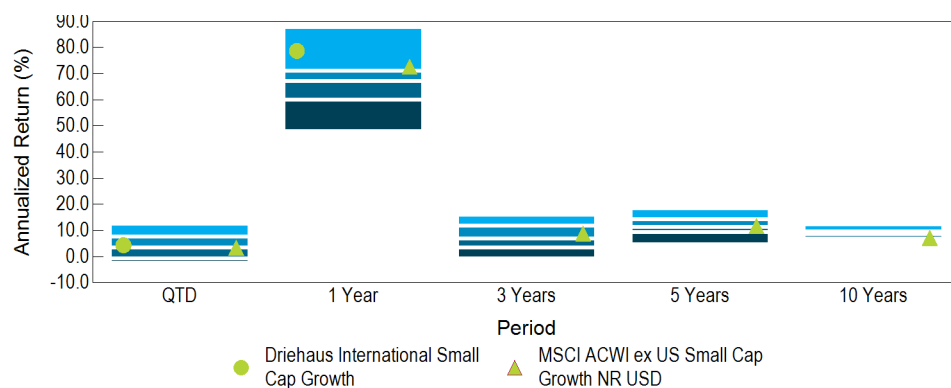 Annualized Return (%)
90.0
80.0
70.0
60.0
50.0
40.0
30.0
20.0
10.0
0.0
-10.0
QTD
1 Year
3 Years
5 Years
10 Years
Period
Driehaus International Small
Cap Growth
MSCI ACWI ex US Small Cap
Growth NR USD